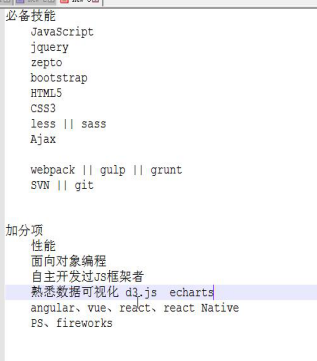 必备技能
JavaScript
jquery
zepto
bootstrap
HTML5
CSS3
less || sass
Ajax
webpack || gulp || grunt
SVN || git
加分项
性能
面向对象编程
自主开发过JS框架者
熟悉数据可视化 d3.js echarts
angular、vue、react、react Native
PS、fireworks